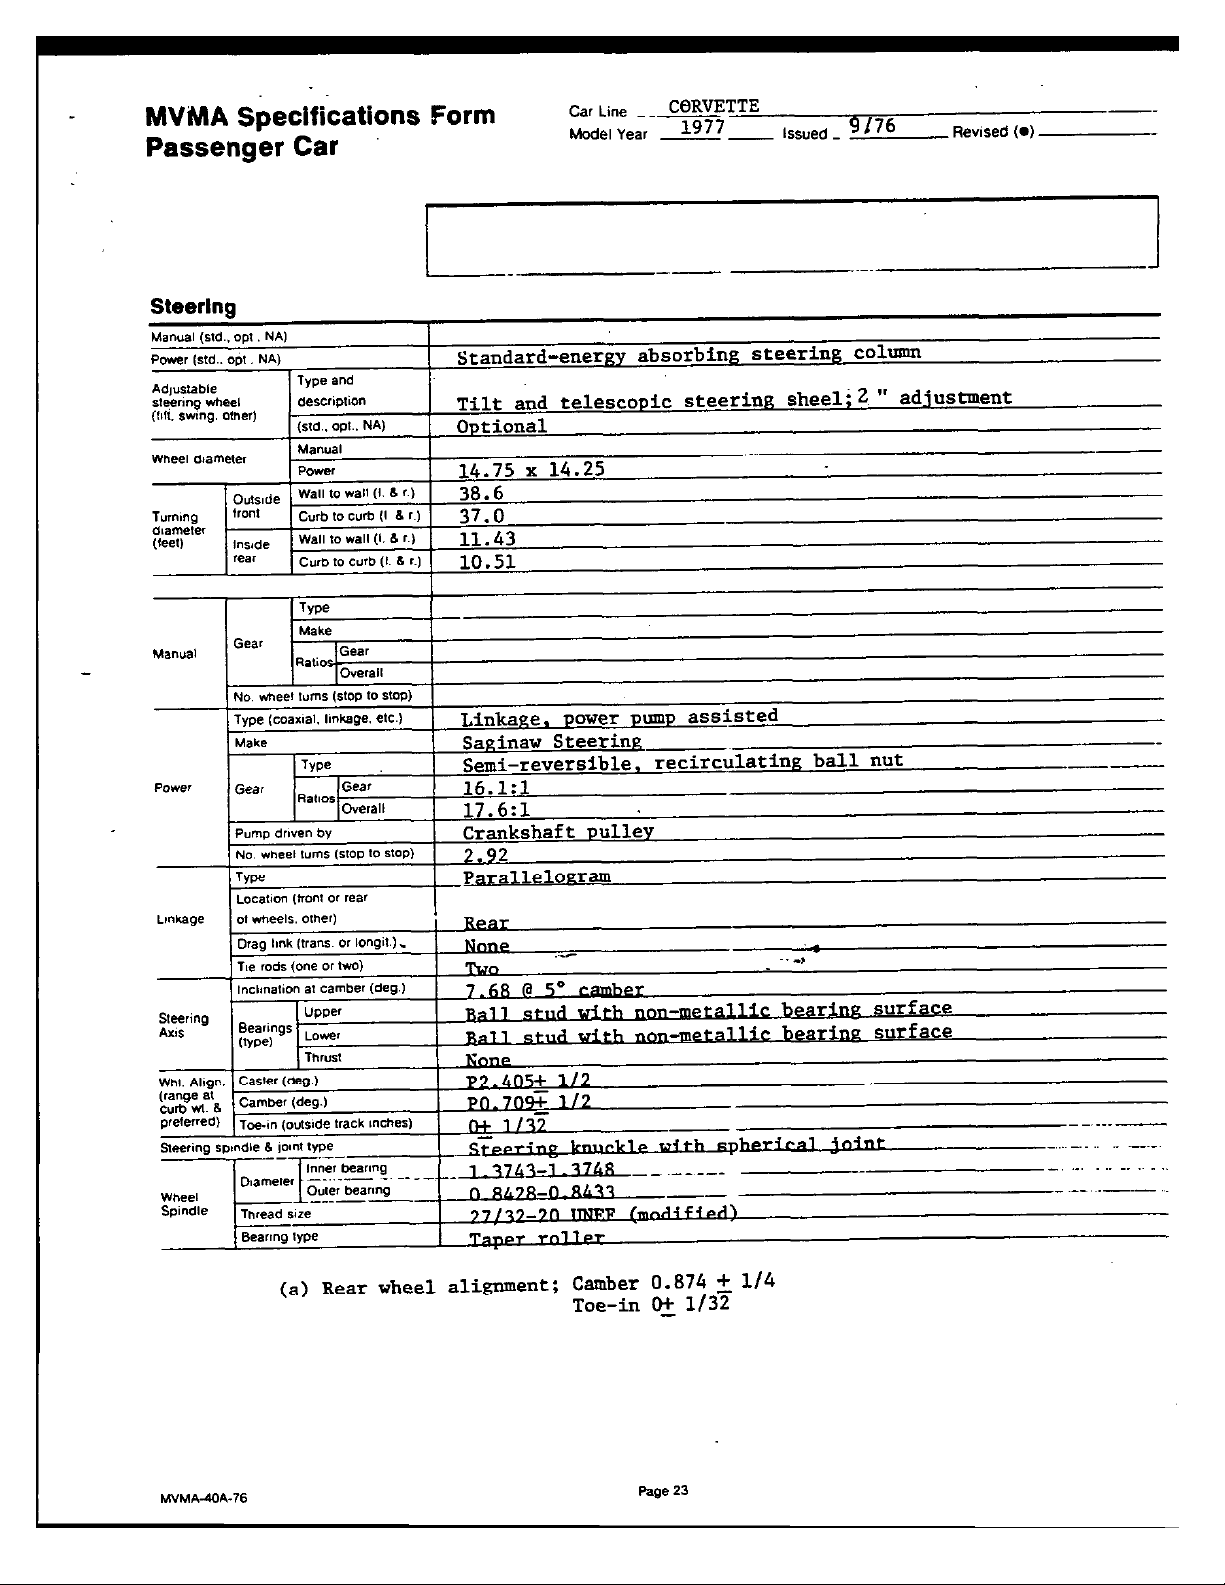 MVMA Specifications Form
Passenger Car
Car Line CORVETTE
Model Year 1977 Issued 9/76 Revised (●)
Steering
Manual (std., opt. NA)
Power (std.. opt. NA) Standard-energy absorbing steering column
Adjustable steering wheel (tilt, swing, other) Type and description Tilt and telescopic steering sheel; 2 " adjustment
(std., opt., NA) Optional
Wheel diameter Manual
Power 14.75 x 14.25
Turning diameter (feet) Outside front Wall to wall (l. & r.) 38.6
Curb to curb (l & r.) 37.0
Inside rear Wall to wall (l. & r.) 11.43
Curb to curb (l. & r.) 10.51
Manual Gear Type
Make
Ratios Gear
Overall
No. wheel turns (stop to stop)
Power Type (coaxial, linkage, etc.) Linkage, power pump assisted
Make Saginaw Steering
Gear Type Semi-reversible, recirculating ball nut
Ratios Gear 16.1:1
Overall 17.6:1
Pump driven by Crankshaft pulley
No. wheel turns (stop to stop) 2.92
Linkage Type Parallelogram
Location (front or rear of wheels, other) Rear
Drag link (trans. or longit.) None
Tie rods (one or two) Two
Steering Axis Inclination at camber (deg.) 7.68 @ 5° camber
Bearings (type) Upper Ball stud with non-metallic bearing surface
Lower Ball stud with non-metallic bearing surface
Thrust None
Whl. Align. (range at curb wt. & preferred) Caster (deg.) P2.405± 1/2
Camber (deg.) P0.709± 1/2
Toe-in (outside track inches) 0± 1/32
Steering spindle & joint type Steering knuckle with spherical joint
Wheel Spindle Diameter Inner bearing 1.3743-1.3748
Outer bearing 0.8428-0.8433
Thread size 27/32-20 UNEF (modified)
Bearing type Taper roller
(a) Rear wheel alignment; Camber 0.874 ± 1/4
Toe-in 0± 1/32
MVMA-40A-76
Page 23